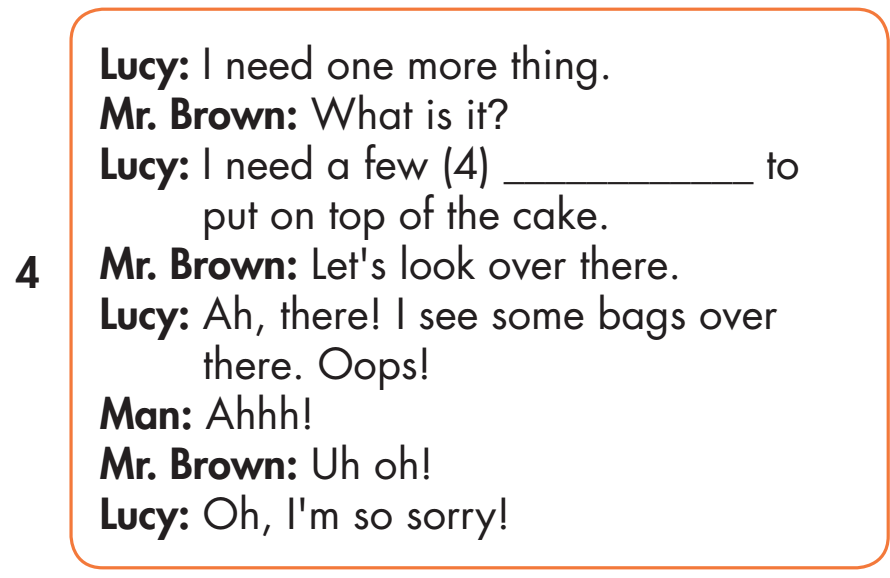 Lucy: I need one more thing.
Mr. Brown: What is it?
Lucy: I need a few (4) ____________ to
put on top of the cake.
4
Mr. Brown: Let's look over there.
Lucy: Ah, there! I see some bags over
there. Oops!
Man: Ahhh!
Mr. Brown: Uh oh!
Lucy: Oh, I'm so sorry!